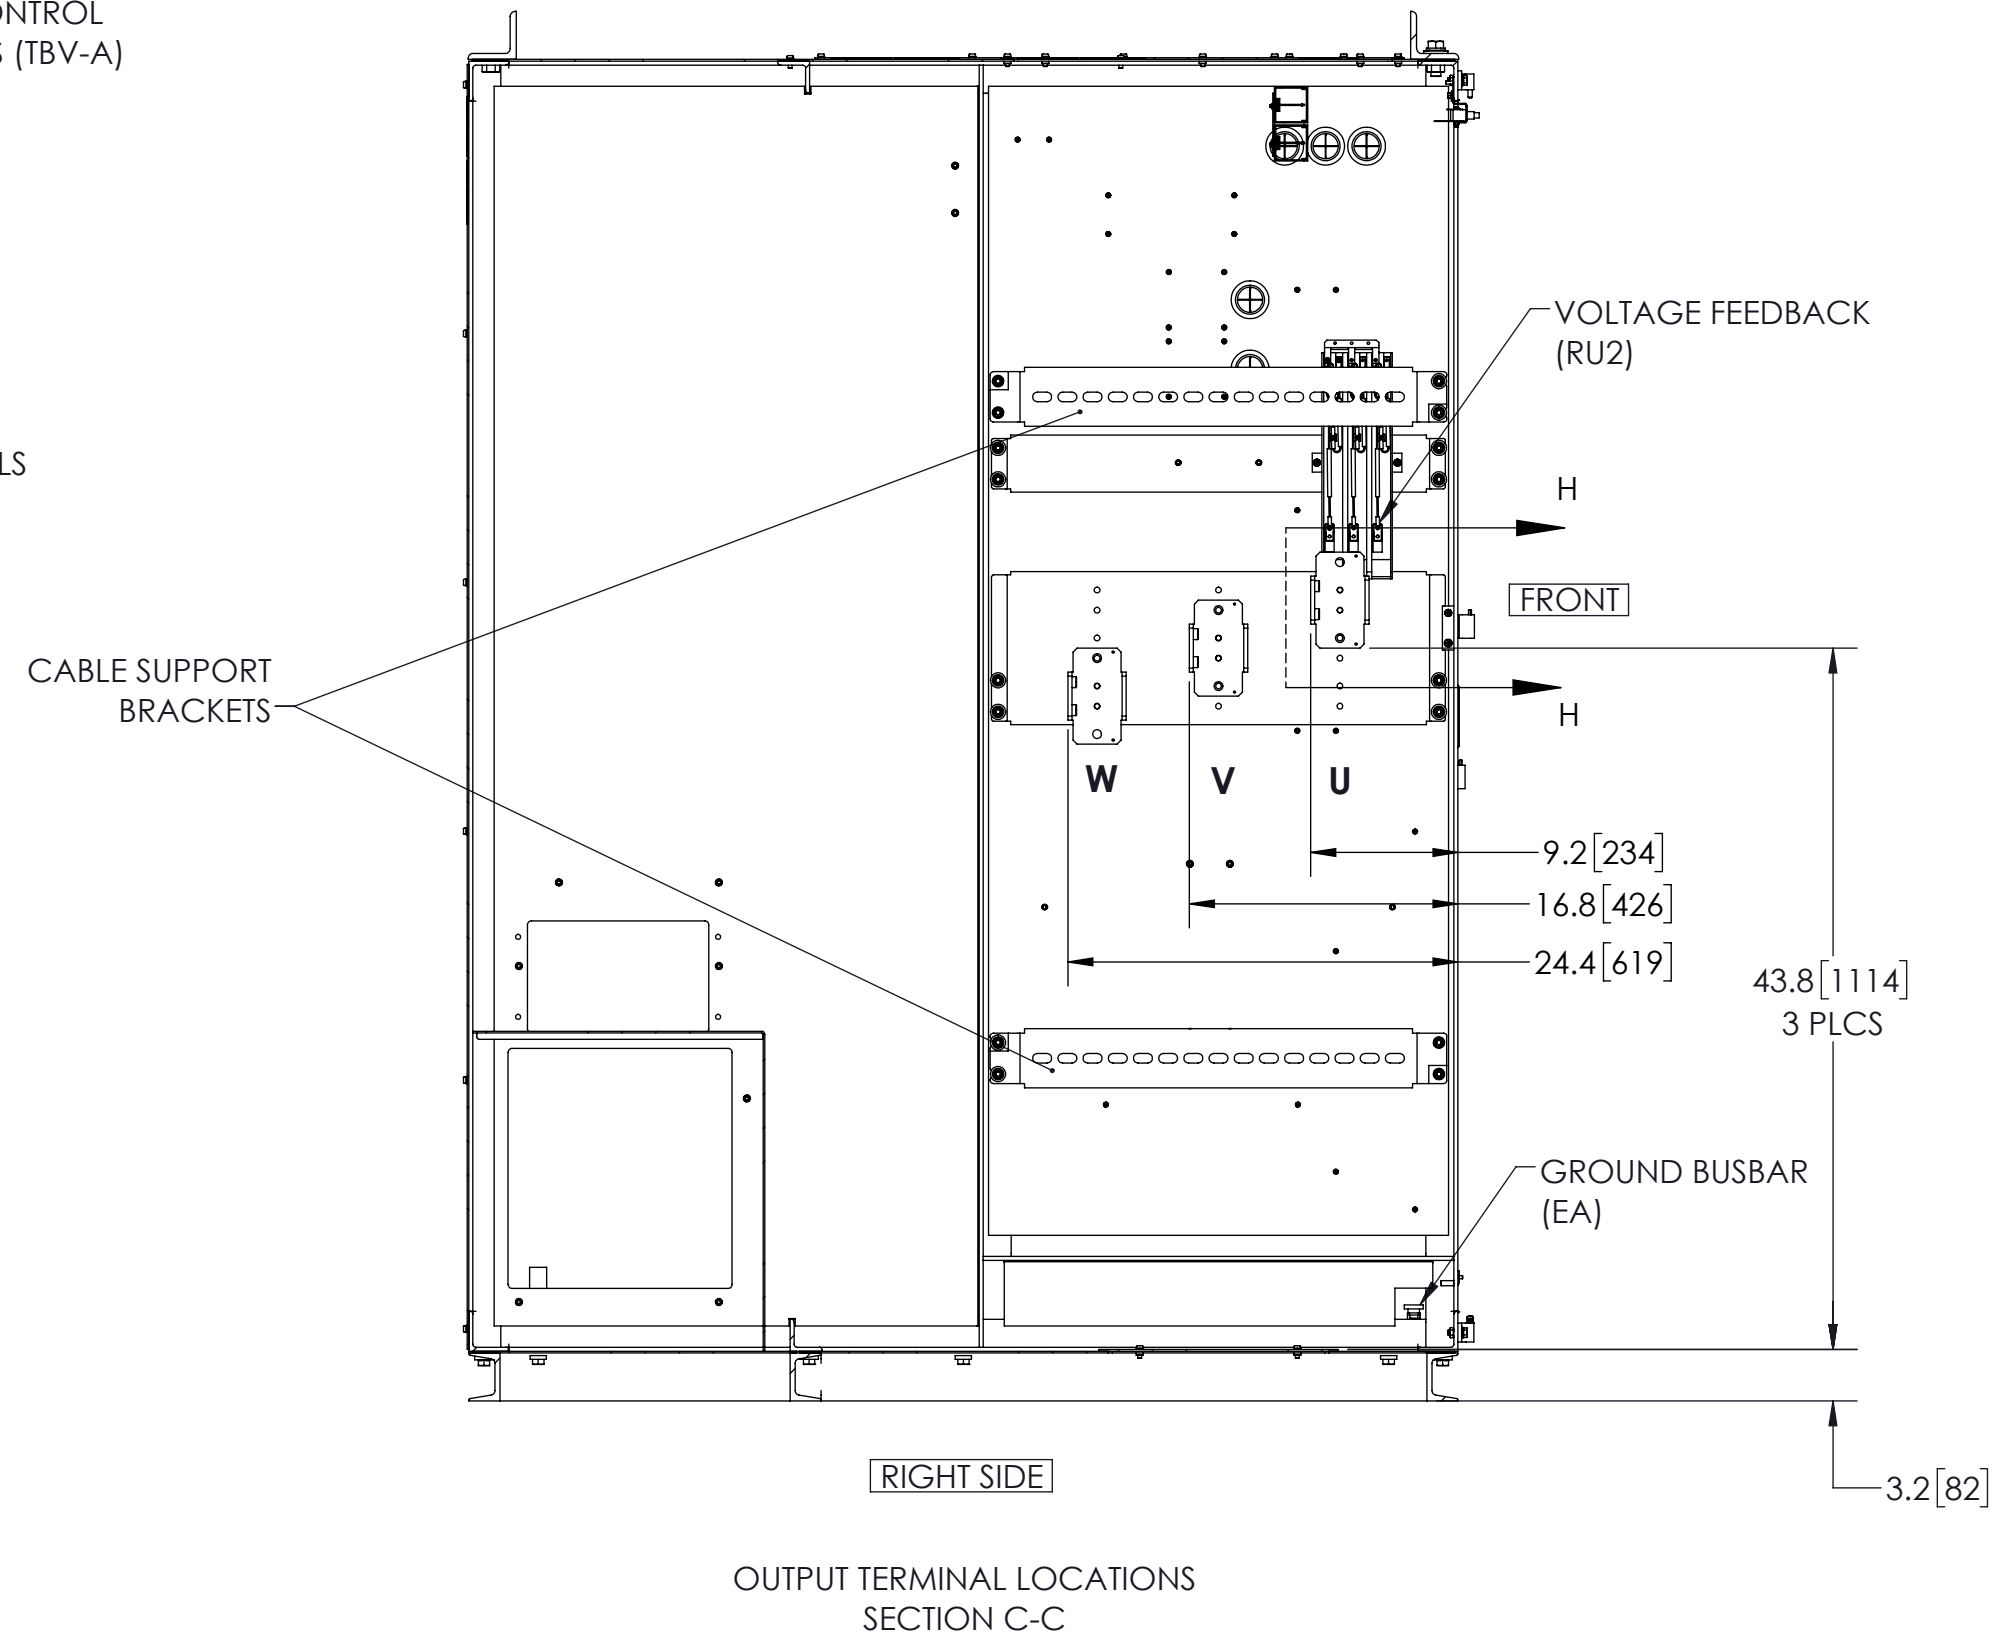 ONTROL
S (TBV-A)
VOLTAGE FEEDBACK
(RU2)
LS
H
FRONT
CABLE SUPPORT
BRACKETS
H
W
V
U
9.2[234]
16.8[426]
24.4[619]
43.8[1114]
3 PLCS
GROUND BUSBAR
(EA)
RIGHT SIDE
3.2[82]
OUTPUT TERMINAL LOCATIONS
SECTION C-C